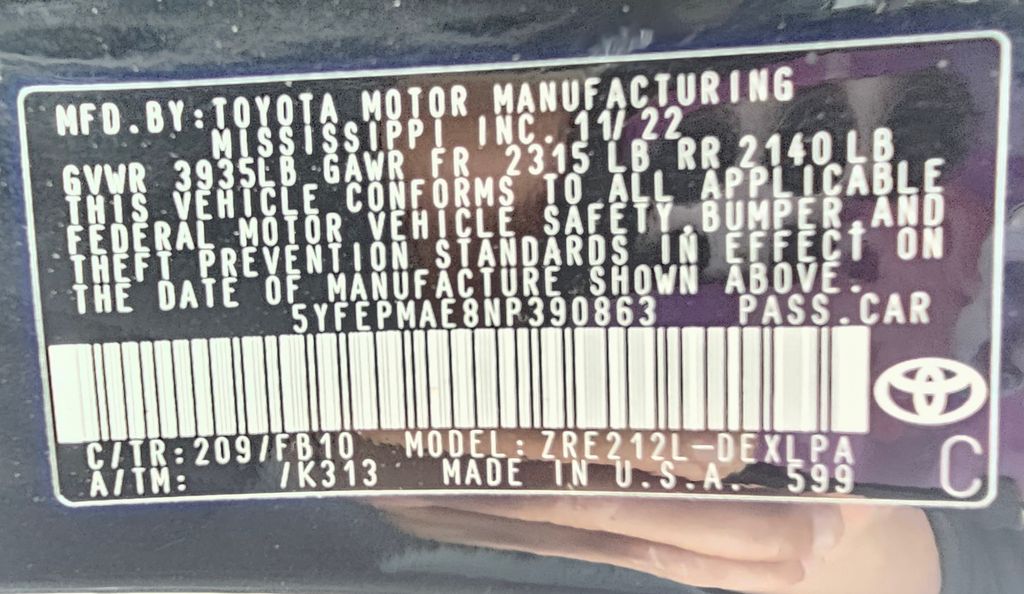 MFD.BY:TOYOTA MOTOR MANUFACTURING
MISSISSIPPI INC. 11/22
GVWR 3935LB GAWR FR 2315 LB RR 2140 LB
THIS VEHICLE CONFORMS TO ALL APPLICABLE
FEDERAL MOTOR VEHICLE SAFETY,BUMPER,AND
THEFT PREVENTION STANDARDS IN EFFECT ON
THE DATE OF MANUFACTURE SHOWN ABOVE.
5YFEPMAE8NP390863 PASS.CAR
C/TR:209/FB10 MODEL:ZRE212L-DEXLPA
A/TM: /K313 MADE IN U.S.A. 599
C